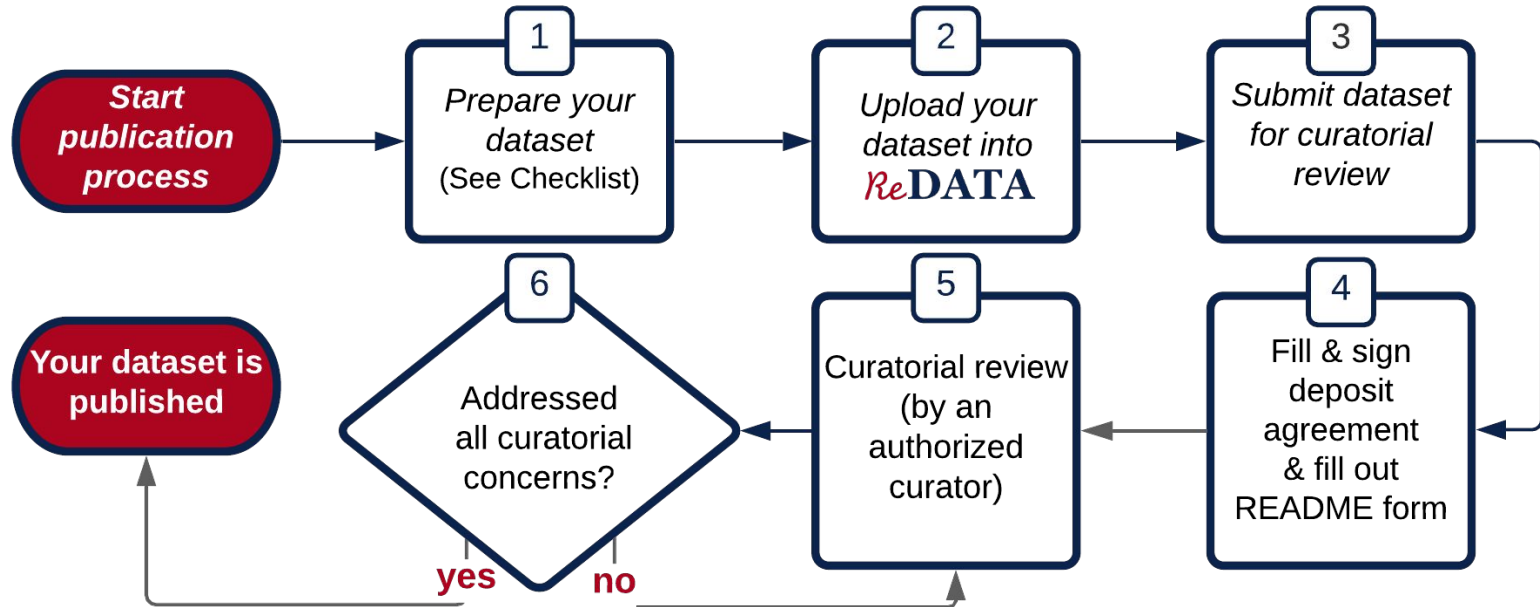 Start
publication
process
1
Prepare your
dataset
(See Checklist)
2
Upload your
dataset into
ReDATA
3
Submit dataset
for curatorial
review
4
Fill & sign
deposit
agreement
& fill out
README form
5
Curatorial review
(by an
authorized
curator)
6
Addressed
all curatorial
concerns?
yes
no
Your dataset is
published